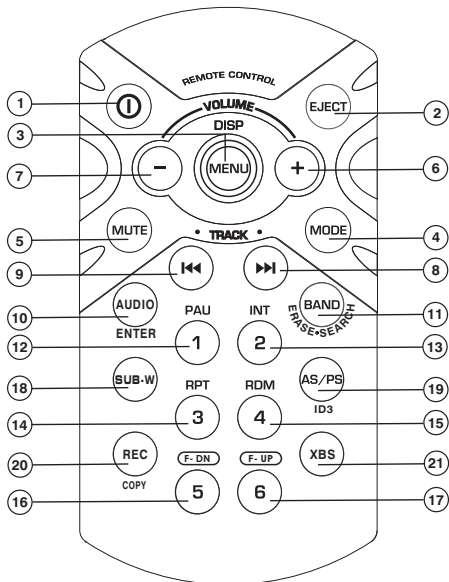 REMOTE CONTROL
1
VOLUME
EJECT
2
3
DISP
7
−
MENU
+
6
5
MUTE
• TRACK •
MODE
4
9
8
10
AUDIO
ENTER
BAND
ERASE•SEARCH
11
PAU
INT
12
1
2
13
18
SUB-W
AS/PS
19
ID3
RPT
RDM
14
3
4
15
20
REC
COPY
XBS
21
F- DN
F- UP
16
5
6
17